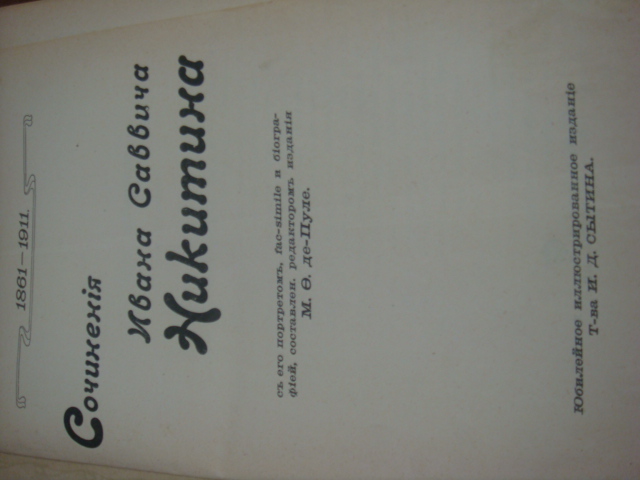 1861—1911.
Сочиненія
Ивана Саввича
Никитина
съ его портретомъ, fac-simile и біогра-
фіей, составлен. редакторомъ изданія
М. Ѳ. де-Пуле.
Юбилейное иллюстрированное изданіе
Т-ва И. Д. СЫТИНА.